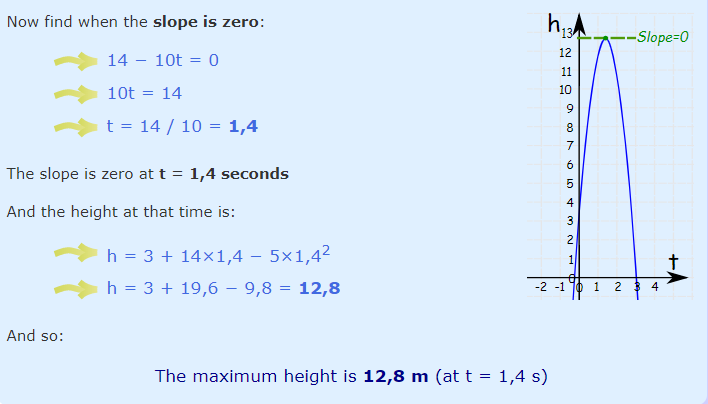 Now find when the slope is zero:
14 − 10t = 0
10t = 14
t = 14 / 10 = 1,4
The slope is zero at t = 1,4 seconds
And the height at that time is:
h = 3 + 14×1,4 − 5×1,4²
h = 3 + 19,6 − 9,8 = 12,8
And so:
The maximum height is 12,8 m (at t = 1,4 s)
h
Slope=0
13
12
11
10
9
8
7
6
5
4
3
2
1
0
t
-2 -1 0 1 2 3 4